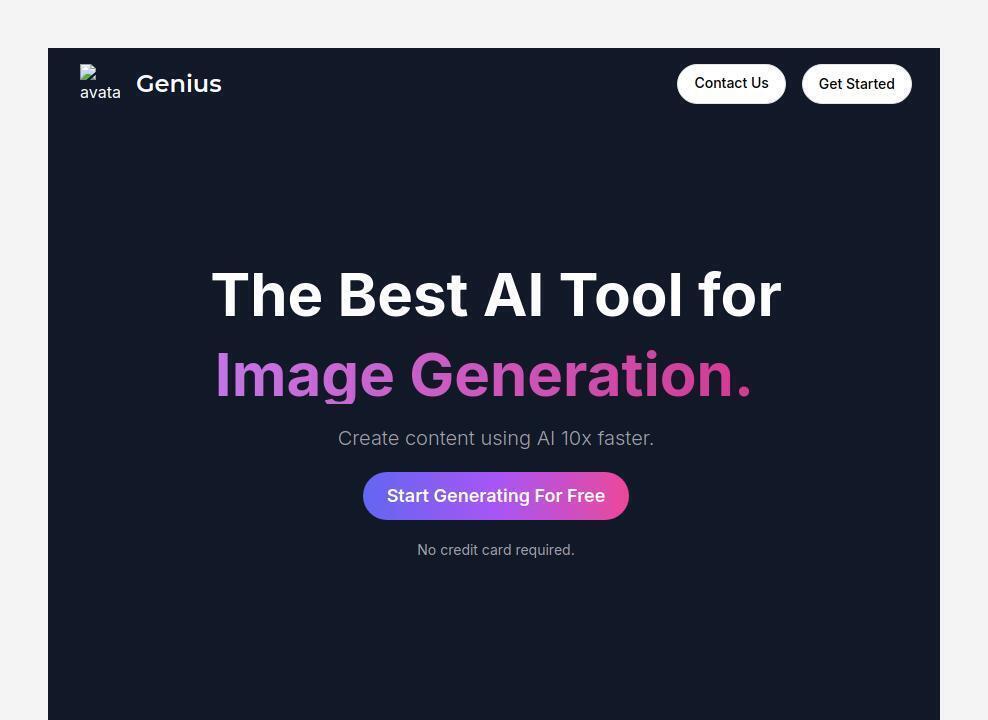 avata
Genius
Contact Us
Get Started
The Best AI Tool for
Image Generation.
Create content using AI 10x faster.
Start Generating For Free
No credit card required.